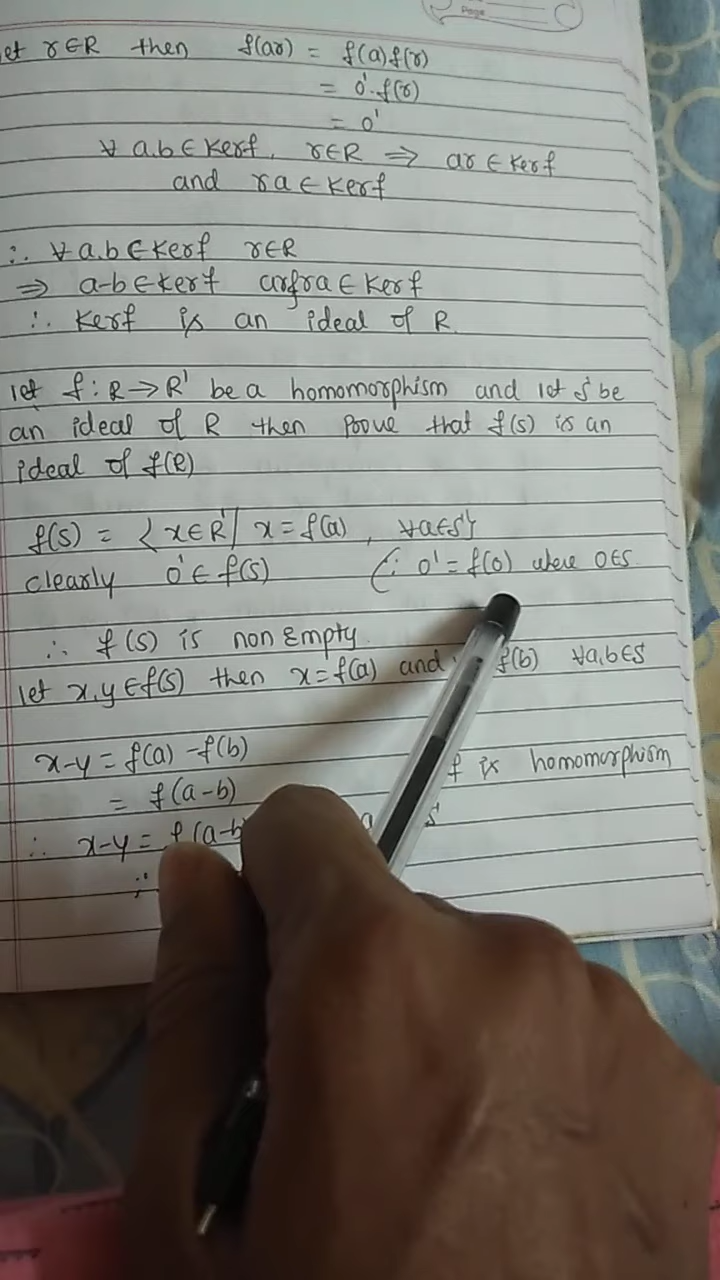 Page
et r∈R then f(ar) = f(a)f(r)
= 0'.f(r)
= 0'
∀ a,b ∈ Kerf, r∈R ⇒ ar ∈ Kerf
and ra ∈ Kerf
∴ ∀ a,b ∈ Kerf r∈R
⇒ a-b ∈ Kerf ra ∈ Kerf
∴ Kerf is an ideal of R
let f : R → R' be a homomorphism and let s be
an ideal of R then prove that f(s) is an
ideal of f(R)
f(s) = {x∈R' | x = f(a), ∀a∈S}
clearly 0' ∈ f(s) (∵ 0' = f(0) where 0∈S
∴ f(s) is non Empty.
let x,y ∈ f(s) then x = f(a) and f(b) ∀a,b∈S
x-y = f(a) - f(b)
= f(a-b) f is homomorphism
∴ x-y = f(a-b
∴